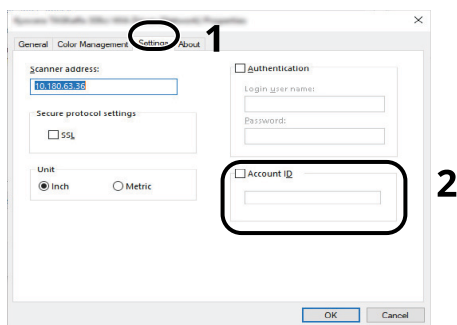 Properties
General Color Management Settings About
1
Scanner address:
10.180.63.36
Secure protocol settings
SSL
Unit
Inch Metric
Authentication
Login user name:
Password:
Account ID
2
OK Cancel